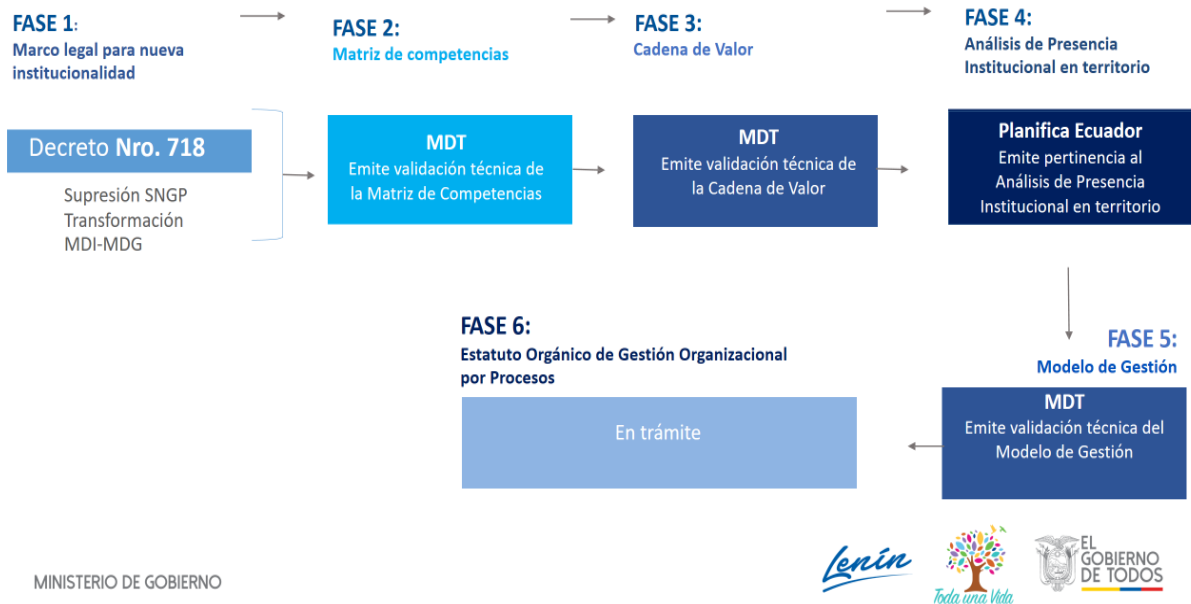 FASE 1:
Marco legal para nueva
institucionalidad
FASE 2:
Matriz de competencias
FASE 3:
Cadena de Valor
FASE 4:
Análisis de Presencia
Institucional en territorio
Decreto Nro. 718
Supresión SNGP
Transformación
MDI-MDG
MDT
Emite validación técnica de
la Matriz de Competencias
MDT
Emite validación técnica de
la Cadena de Valor
Planifica Ecuador
Emite pertinencia al
Análisis de Presencia
Institucional en territorio
FASE 5:
Modelo de Gestión
MDT
Emite validación técnica del
Modelo de Gestión
FASE 6:
Estatuto Orgánico de Gestión Organizacional
por Procesos
En trámite
MINISTERIO DE GOBIERNO
Lenín
Toda una Vida
EL
GOBIERNO
DE TODOS